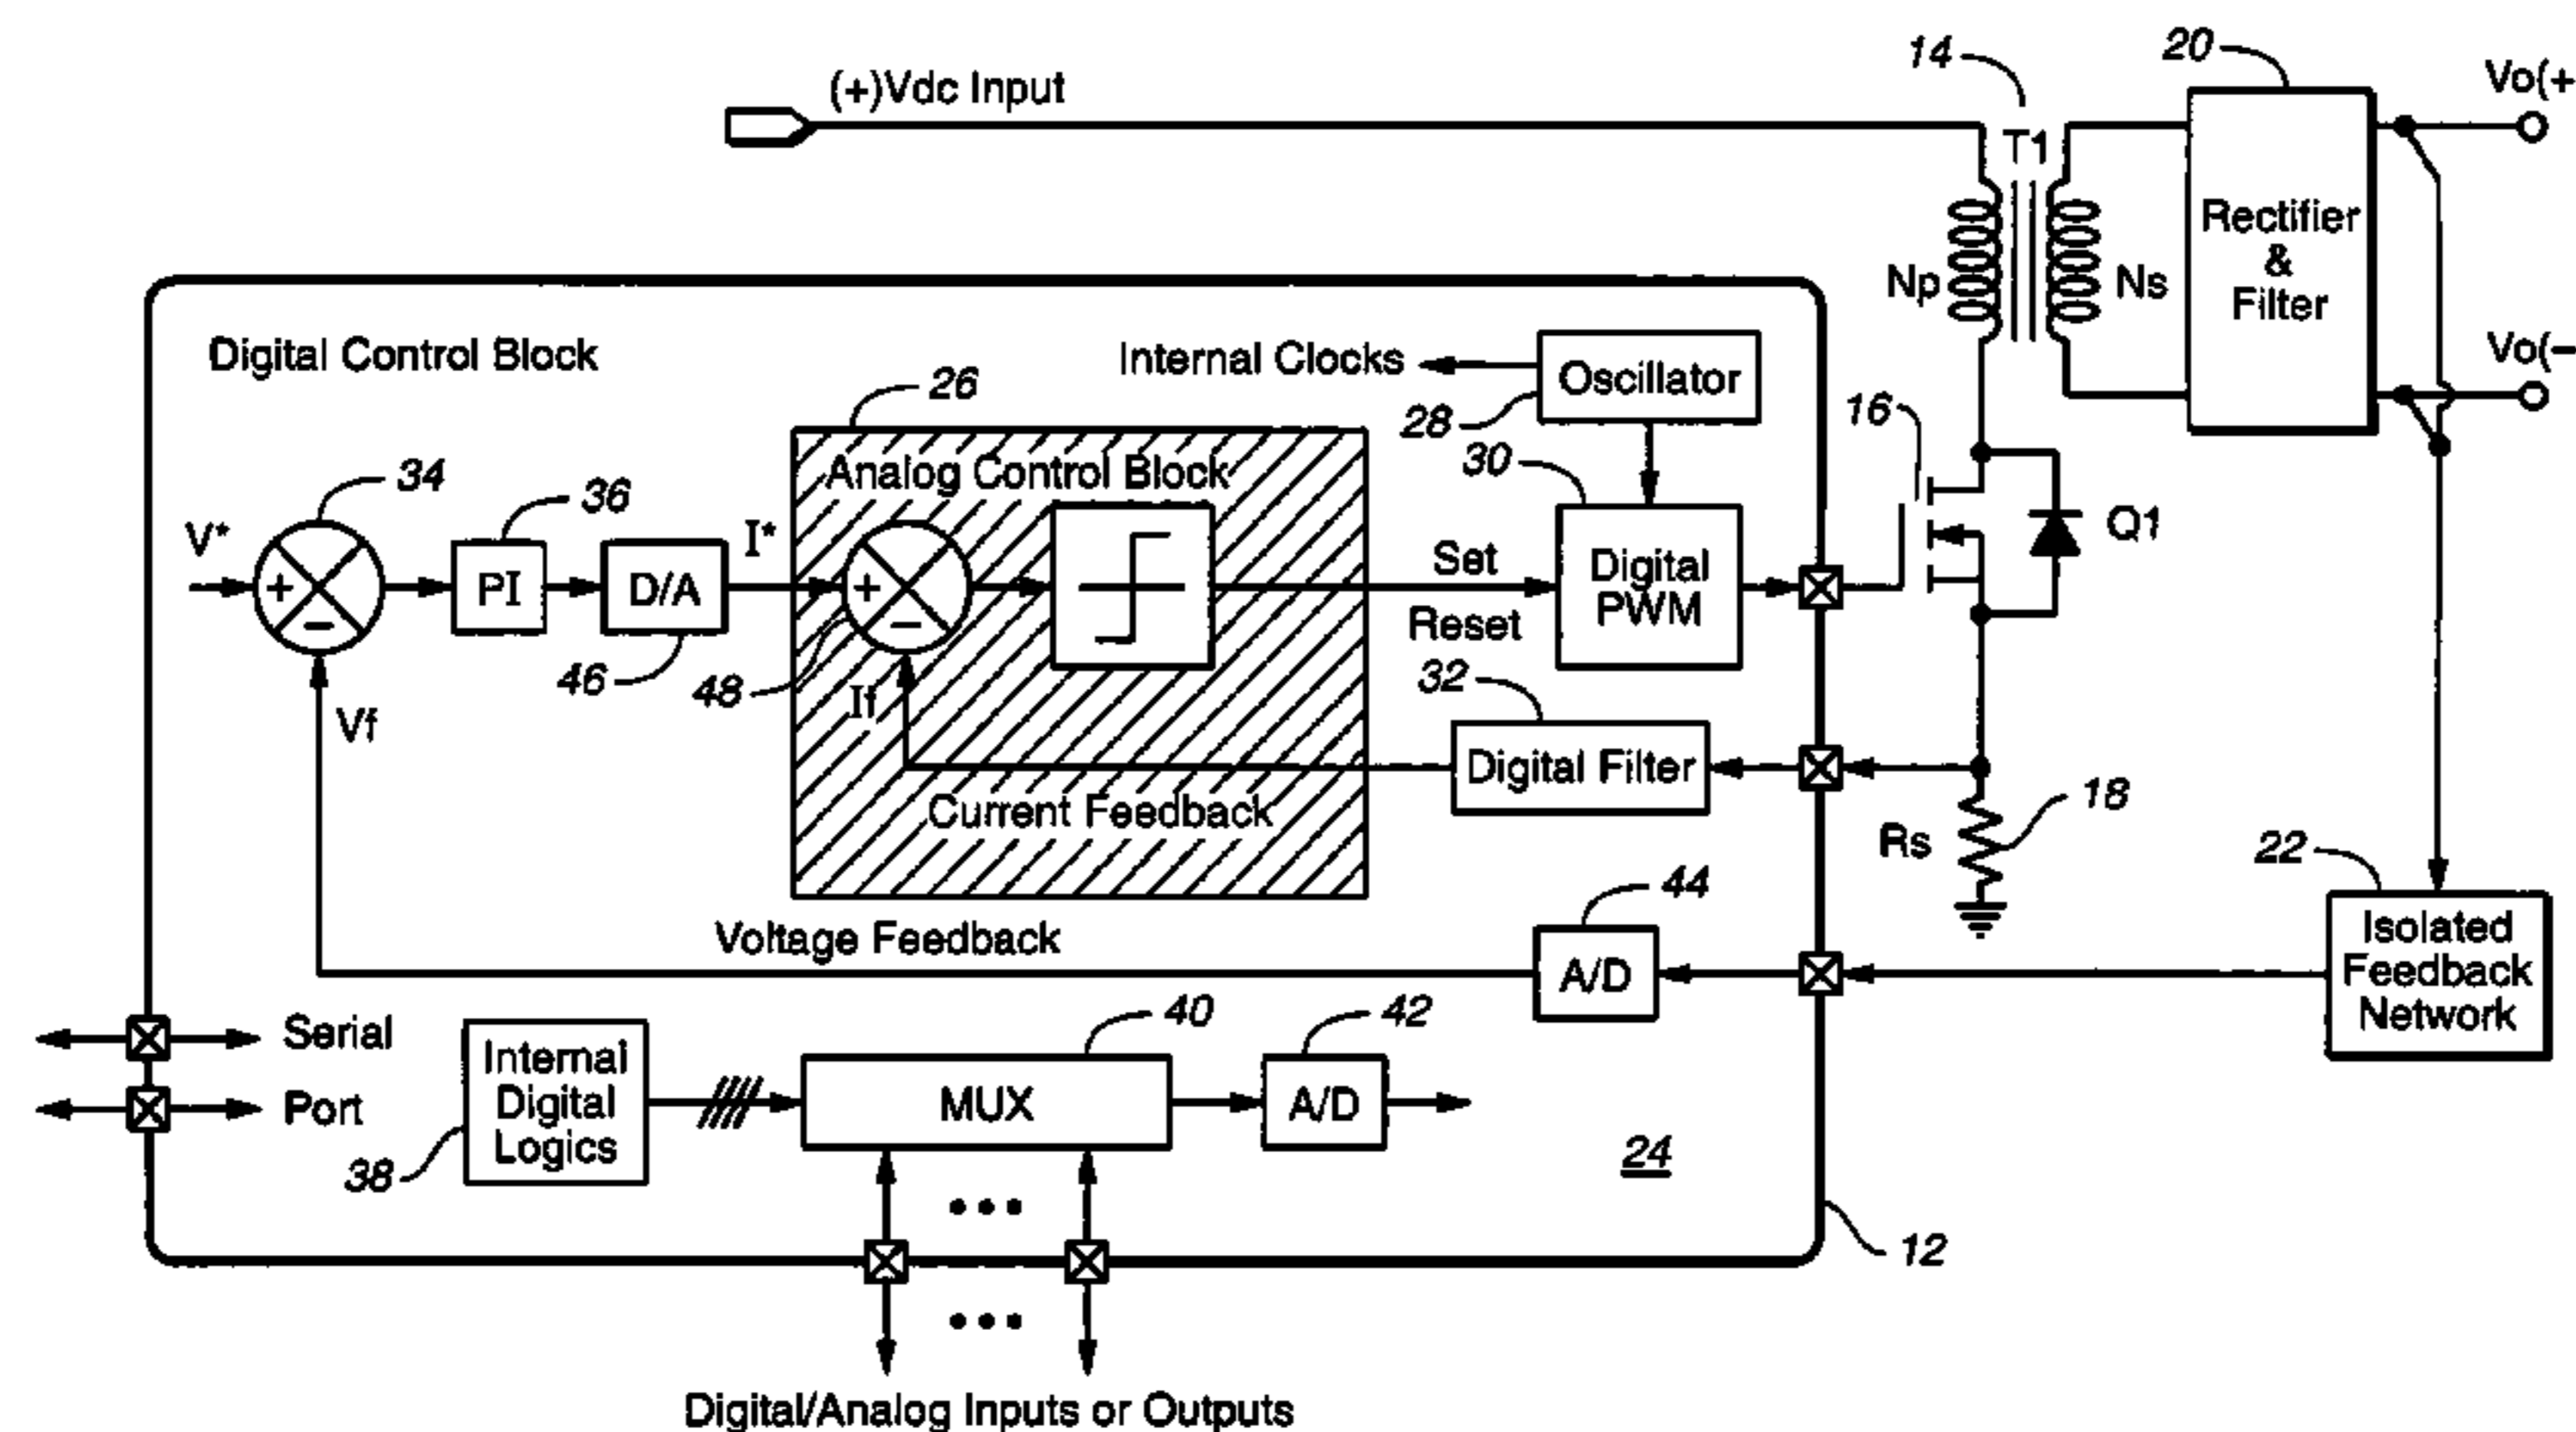 14
20
(+)Vdc Input
Vo(+
T1
Rectifier
&
Filter
Np
Ns
Digital Control Block
Internal Clocks
Oscillator
Vo(–
26
28
16
Analog Control Block
30
34
36
V*
+
–
PI
D/A
I*
+
–
Set
Reset
Digital
PWM
Q1
46
48
If
32
Vf
Digital Filter
Current Feedback
Rs
18
22
44
Voltage Feedback
A/D
Isolated
Feedback
Network
Serial
Port
Internal
Digital
Logics
40
42
MUX
A/D
38
24
12
Digital/Analog Inputs or Outputs